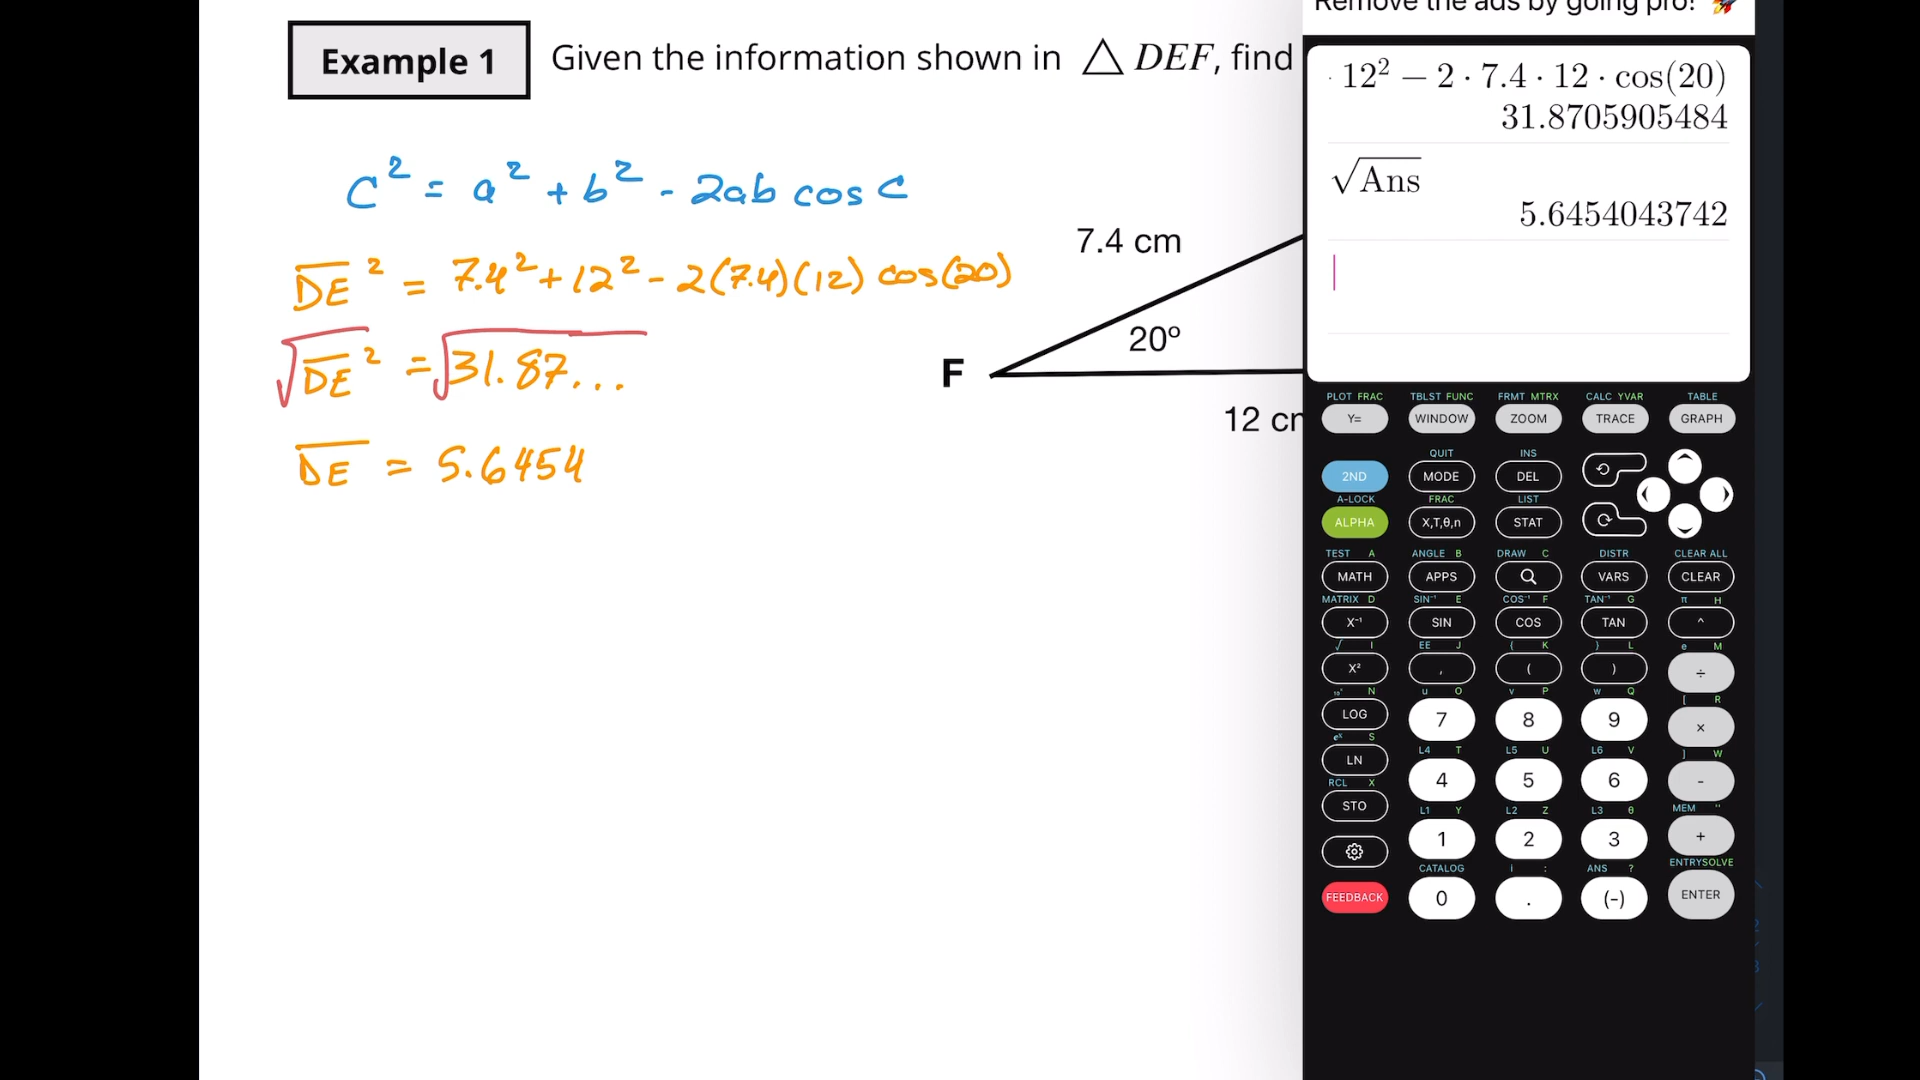 Remove the ads by going pro! 🚀
Example 1
Given the information shown in △ DEF, find
C² = a² + b² - 2ab cos C
DE² = 7.4² + 12² - 2(7.4)(12) cos(20)
√DE² = √31.87...
DE = 5.6454
7.4 cm
20º
F
12 cm
· 12² − 2 · 7.4 · 12 · cos(20)
31.8705905484
√Ans
5.6454043742
PLOT FRAC TBLST FUNC FRMT MTRX CALC YVAR TABLE
Y= WINDOW ZOOM TRACE GRAPH
QUIT INS
2ND MODE DEL
A-LOCK FRAC LIST
ALPHA X,T,θ,n STAT
TEST A ANGLE B DRAW C DISTR CLEAR ALL
MATH APPS VARS CLEAR
MATRIX D SIN⁻¹ E COS⁻¹ F TAN⁻¹ G π H
X⁻¹ SIN COS TAN ^
√ I EE J { K } L e M
X² , ( ) ÷
10ˣ N u O v P w Q [ R
LOG 7 8 9 ×
eˣ S L4 T L5 U L6 V ] W
LN 4 5 6 -
RCL X L1 Y L2 Z L3 θ MEM "
STO 1 2 3 +
CATALOG i : ANS ? ENTRY SOLVE
FEEDBACK 0 . (-) ENTER